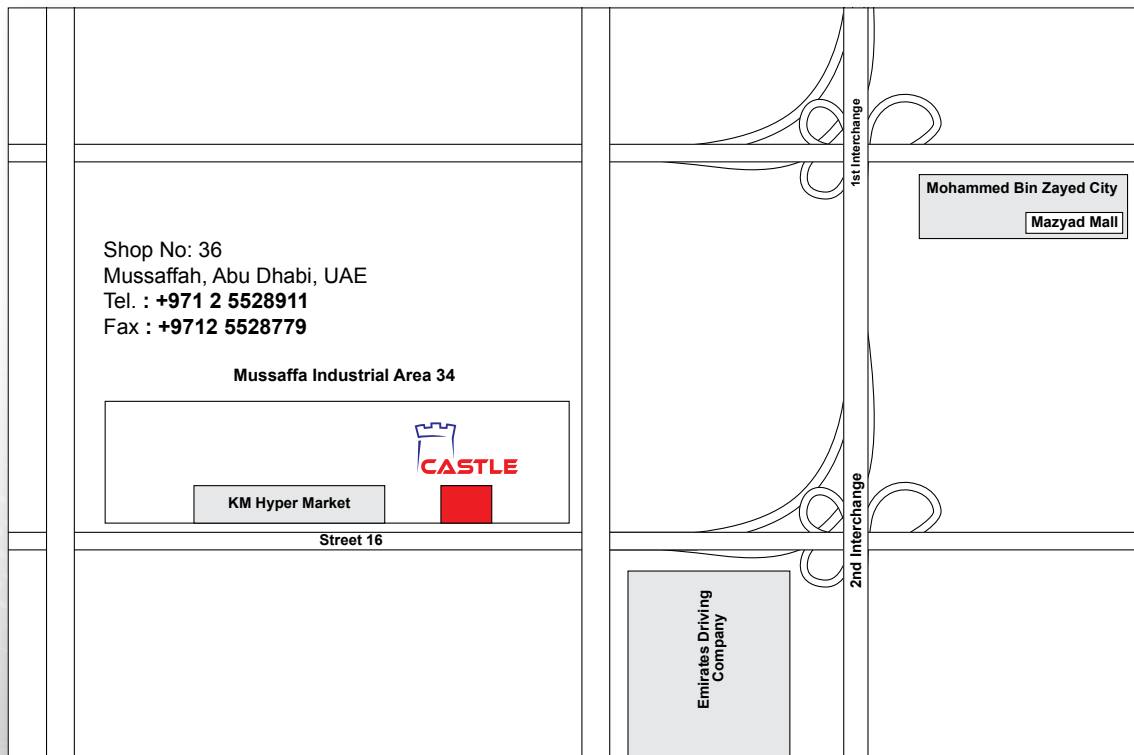 1st Interchange
Mohammed Bin Zayed City
Mazyad Mall
Shop No: 36
Mussaffah, Abu Dhabi, UAE
Tel. : +971 2 5528911
Fax : +9712 5528779
Mussaffa Industrial Area 34
CASTLE
KM Hyper Market
Street 16
2nd Interchange
Emirates Driving
Company